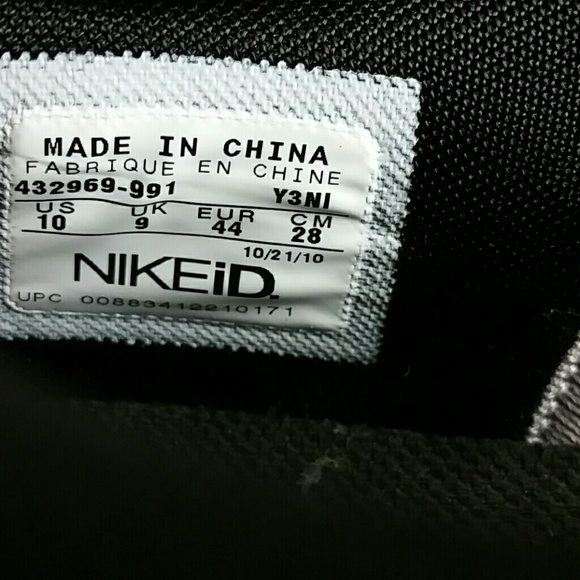 MADE IN CHINA
FABRIQUE EN CHINE
432969-991 Y3NI
US UK EUR CM
10 9 44 28
10/21/10
NIKEiD.
UPC 00883412210171